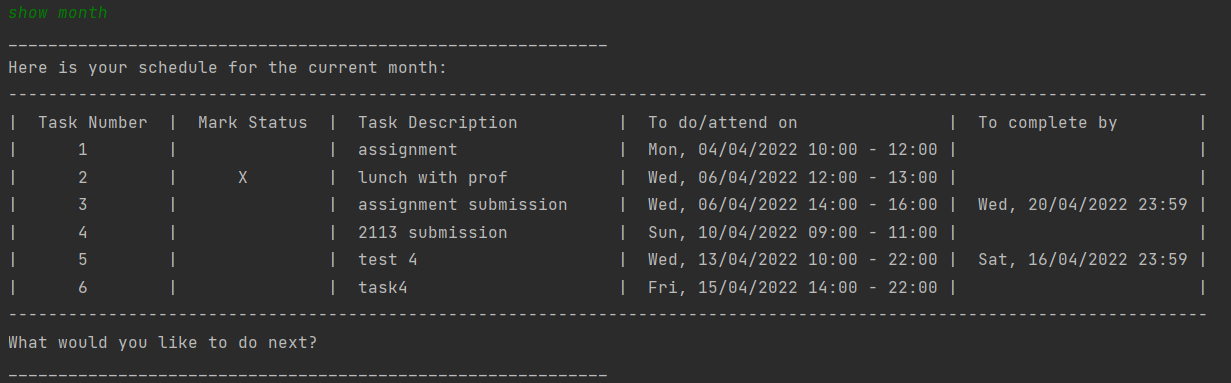 show month
____________________________________________________________
Here is your schedule for the current month:
------------------------------------------------------------------------------------------------------------------------
|  Task Number  |  Mark Status  |  Task Description          |  To do/attend on               |  To complete by        |
|      1        |               |  assignment                |  Mon, 04/04/2022 10:00 - 12:00 |                        |
|      2        |      X        |  lunch with prof           |  Wed, 06/04/2022 12:00 - 13:00 |                        |
|      3        |               |  assignment submission     |  Wed, 06/04/2022 14:00 - 16:00 |  Wed, 20/04/2022 23:59 |
|      4        |               |  2113 submission           |  Sun, 10/04/2022 09:00 - 11:00 |                        |
|      5        |               |  test 4                    |  Wed, 13/04/2022 10:00 - 22:00 |  Sat, 16/04/2022 23:59 |
|      6        |               |  task4                     |  Fri, 15/04/2022 14:00 - 22:00 |                        |
------------------------------------------------------------------------------------------------------------------------
What would you like to do next?
____________________________________________________________